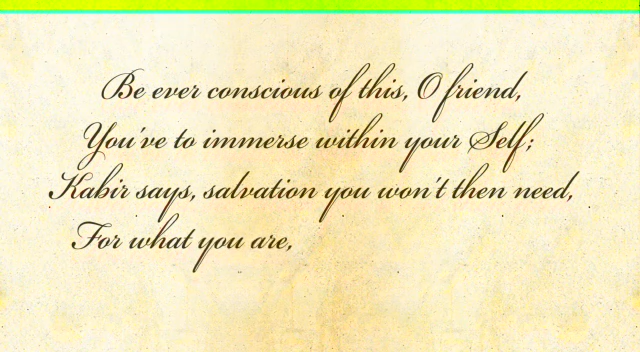 Be ever conscious of this, O friend,
You've to immerse within your Self;
Kabir says, salvation you won't then need,
For what you are,